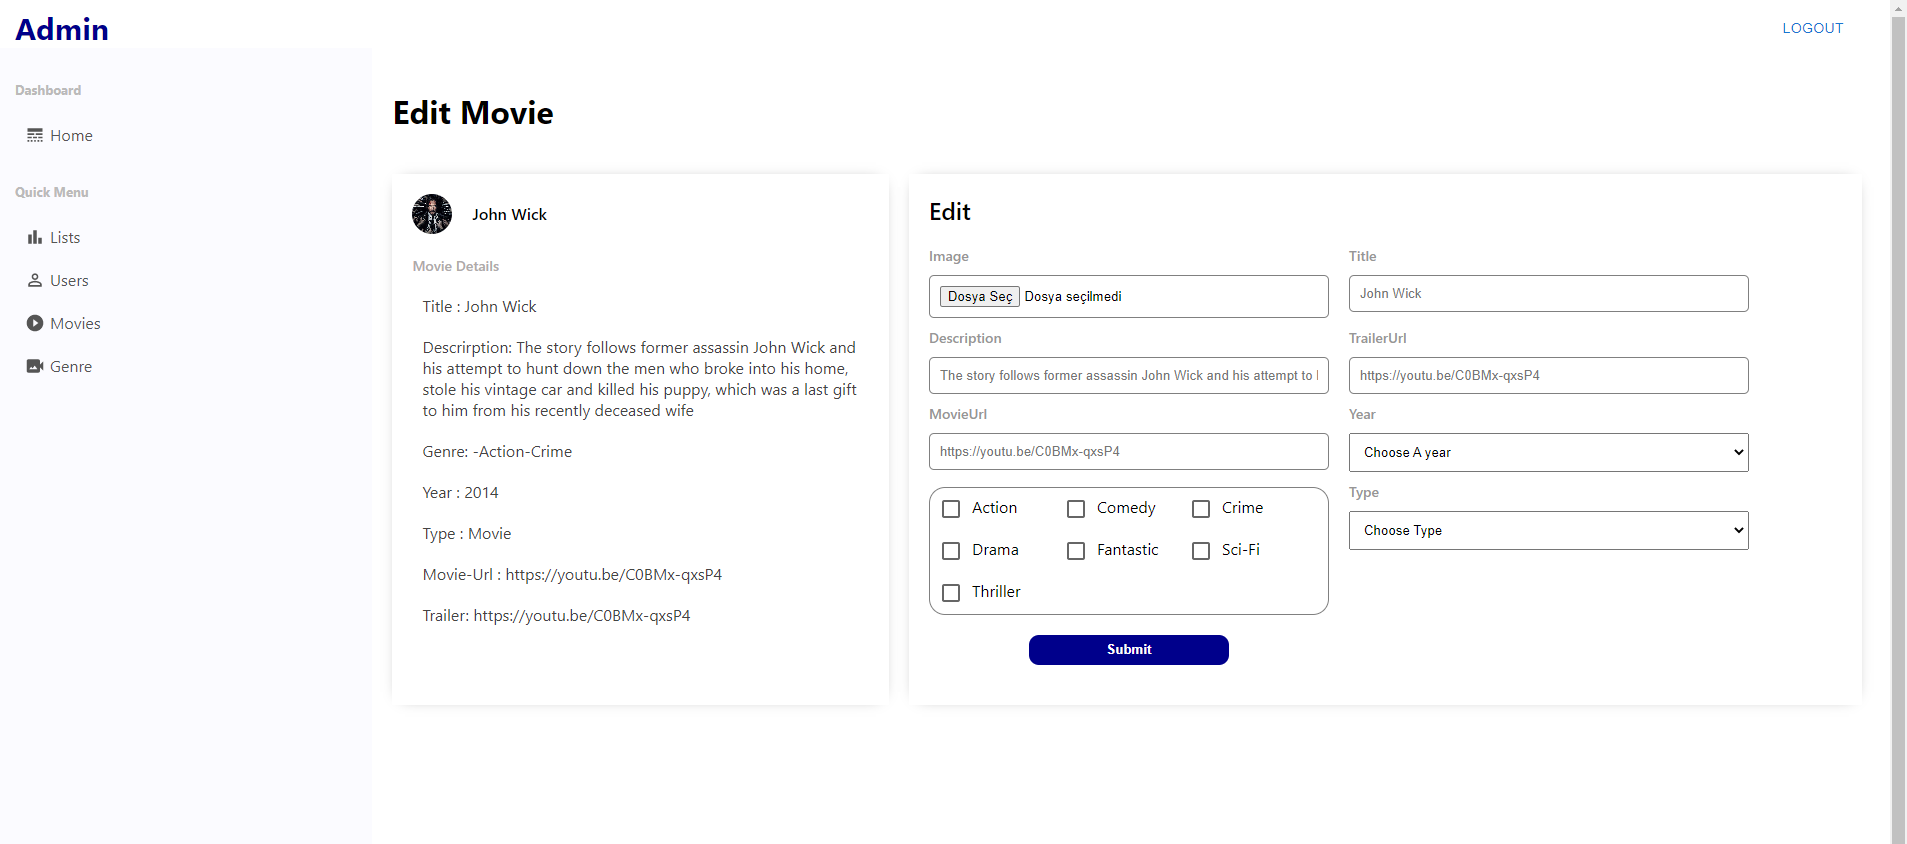 Admin
LOGOUT
Dashboard
Home
Quick Menu
Lists
Users
Movies
Genre
Edit Movie
John Wick
Movie Details
Title : John Wick
Descrirption: The story follows former assassin John Wick and
his attempt to hunt down the men who broke into his home,
stole his vintage car and killed his puppy, which was a last gift
to him from his recently deceased wife
Genre: -Action-Crime
Year : 2014
Type : Movie
Movie-Url : https://youtu.be/C0BMx-qxsP4
Trailer: https://youtu.be/C0BMx-qxsP4
Edit
Image
Dosya Seç Dosya seçilmedi
Title
John Wick
Description
The story follows former assassin John Wick and his attempt to
TrailerUrl
https://youtu.be/C0BMx-qxsP4
MovieUrl
https://youtu.be/C0BMx-qxsP4
Year
Choose A year
Action Comedy Crime
Drama Fantastic Sci-Fi
Thriller
Type
Choose Type
Submit